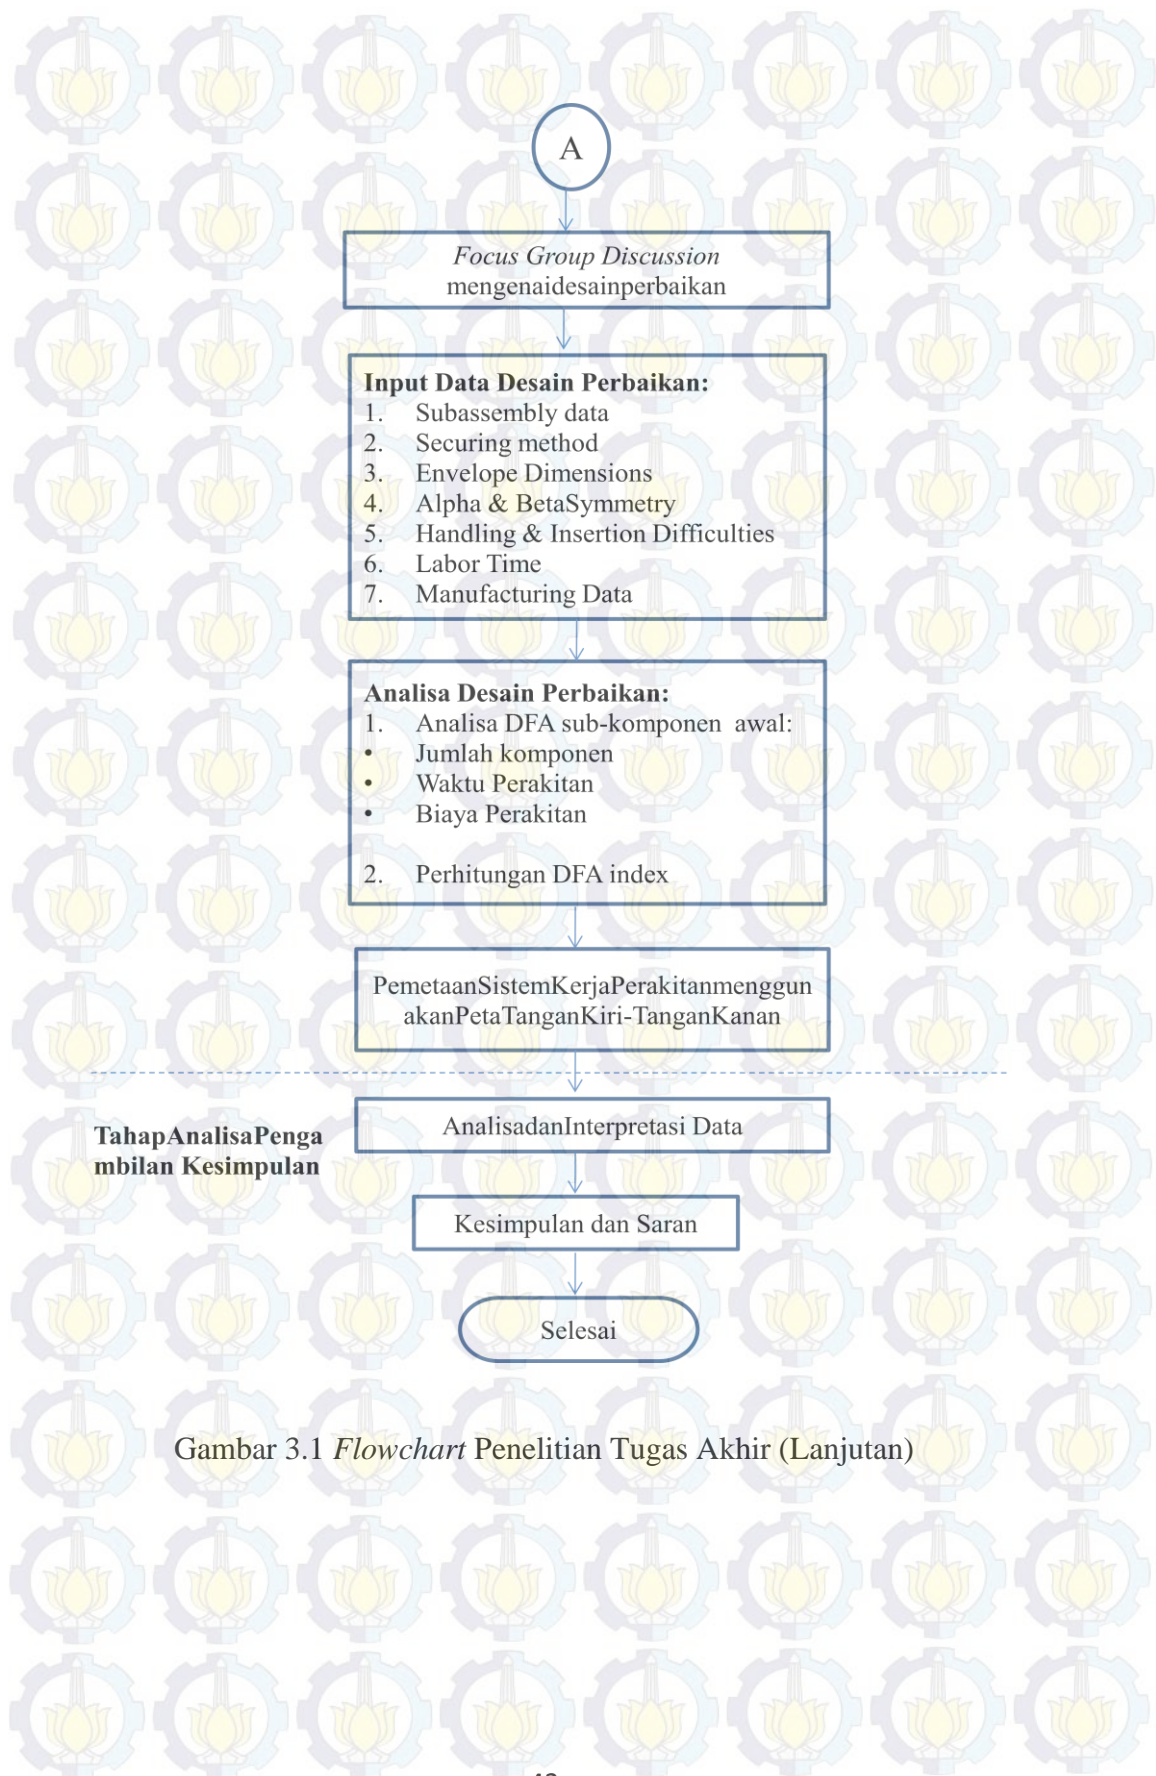 A
Focus Group Discussion
mengenaidesainperbaikan
Input Data Desain Perbaikan:
1. Subassembly data
2. Securing method
3. Envelope Dimensions
4. Alpha & BetaSymmetry
5. Handling & Insertion Difficulties
6. Labor Time
7. Manufacturing Data
Analisa Desain Perbaikan:
1. Analisa DFA sub-komponen awal:
• Jumlah komponen
• Waktu Perakitan
• Biaya Perakitan
2. Perhitungan DFA index
PemetaanSistemKerjaPerakitanmenggun
akanPetaTanganKiri-TanganKanan
AnalisadanInterpretasi Data
TahapAnalisaPenga
mbilan Kesimpulan
Kesimpulan dan Saran
Selesai
Gambar 3.1 Flowchart Penelitian Tugas Akhir (Lanjutan)